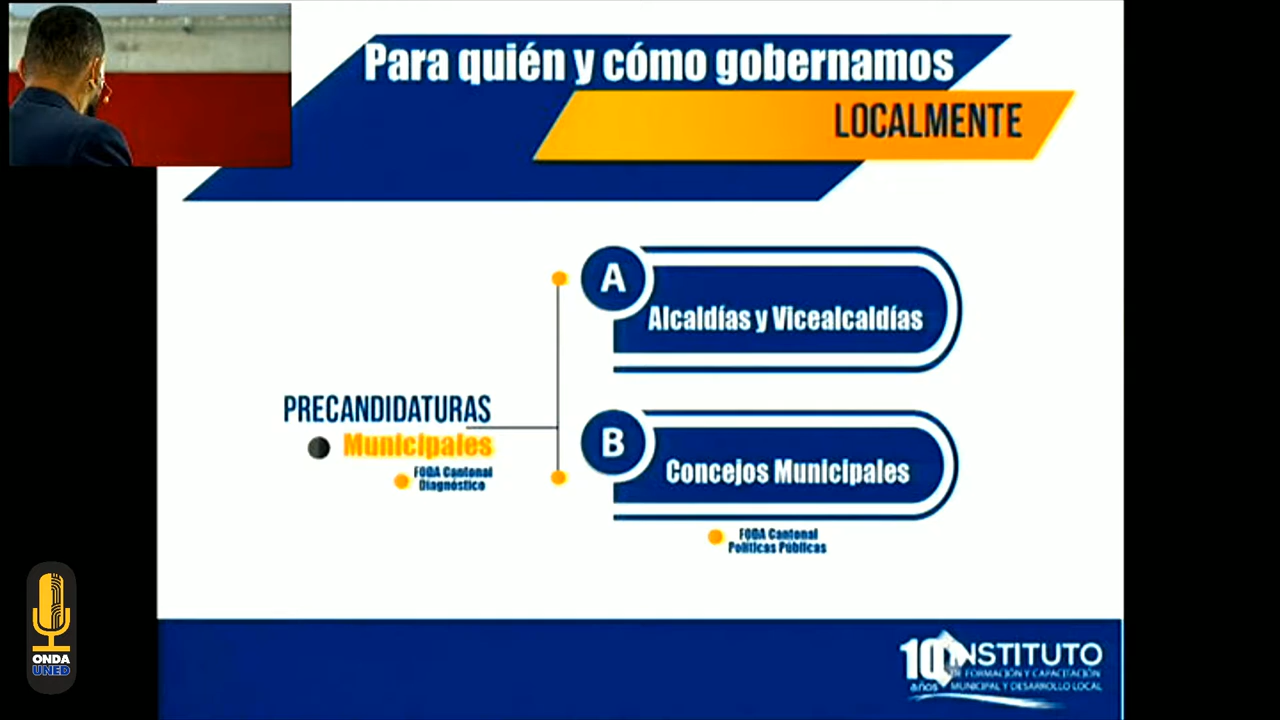 Para quién y cómo gobernamos
LOCALMENTE
A
Alcaldías y Vicealcaldías
PRECANDIDATURAS
Municipales
FODA Cantonal
Diagnóstico
B
Concejos Municipales
FODA Cantonal
Políticas Públicas
ONDA
UNED
10 INSTITUTO
años
DE FORMACIÓN Y CAPACITACIÓN
MUNICIPAL Y DESARROLLO LOCAL